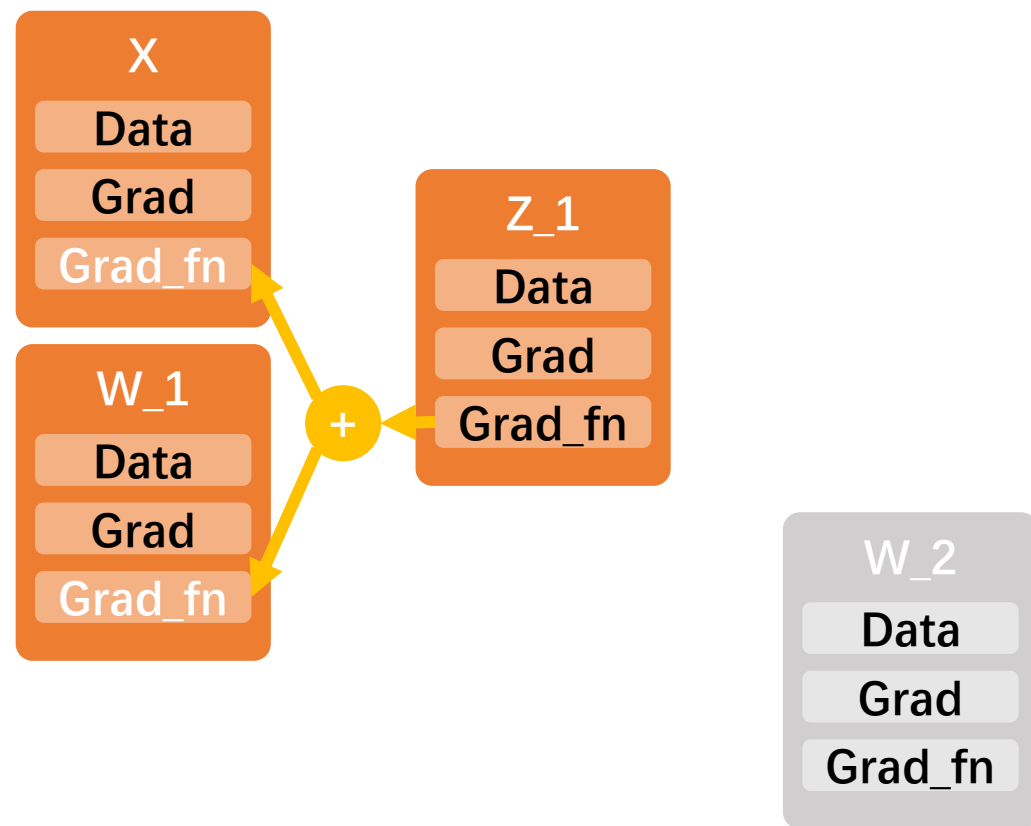 X
Data
Grad
Grad_fn
W_1
Data
Grad
Grad_fn
+
Z_1
Data
Grad
Grad_fn
W_2
Data
Grad
Grad_fn